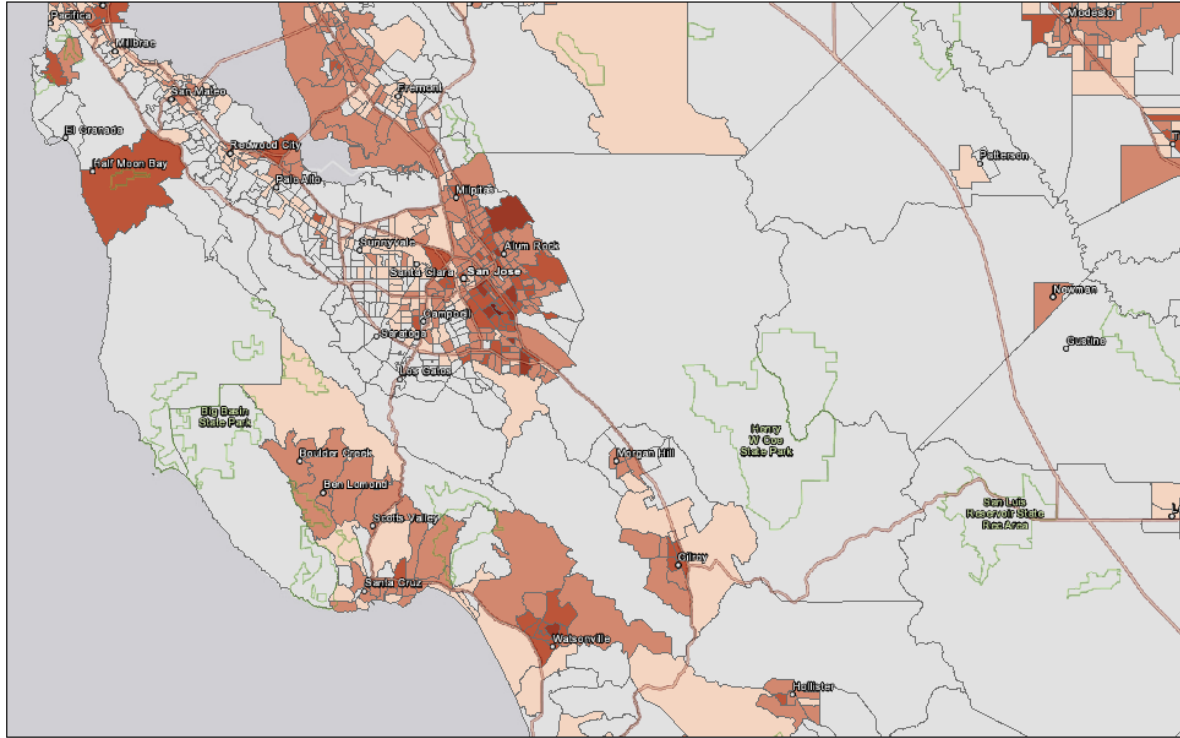 Pacifica
Modesto
Millbrae
San Mateo
Fremont
El Granada
Redwood City
Half Moon Bay
Patterson
Palo Alto
Milpitas
Sunnyvale
Alum Rock
Santa Clara
San Jose
Newman
Campbell
Saratoga
Gustine
Los Gatos
Big Basin
State Park
Henry
W Coe
State Park
Boulder Creek
Morgan Hill
Ben Lomond
San Luis
Reservoir State
Rec Area
Scotts Valley
Gilroy
Santa Cruz
Watsonville
Hollister